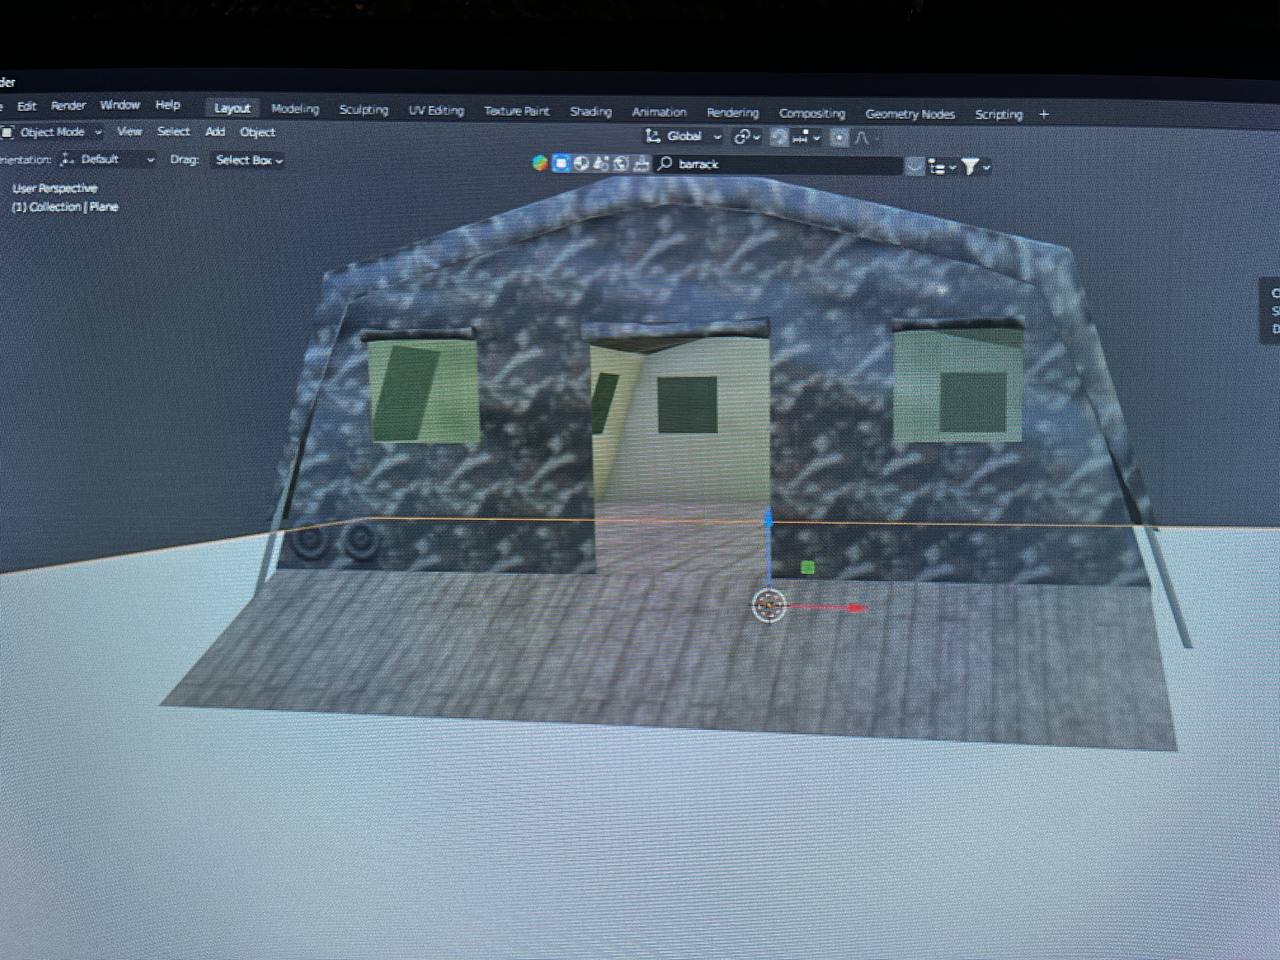 der
Edit Render Window Help Layout Modeling Sculpting UV Editing Texture Paint Shading Animation Rendering Compositing Geometry Nodes Scripting +
Object Mode View Select Add Object Global
Default Drag: Select Box barrack
User Perspective
(1) Collection | Plane